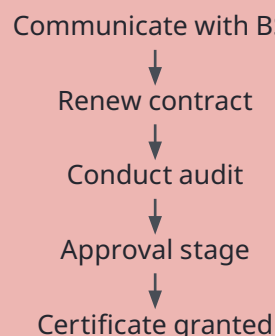 Communicate with B
Renew contract
Conduct audit
Approval stage
Certificate granted